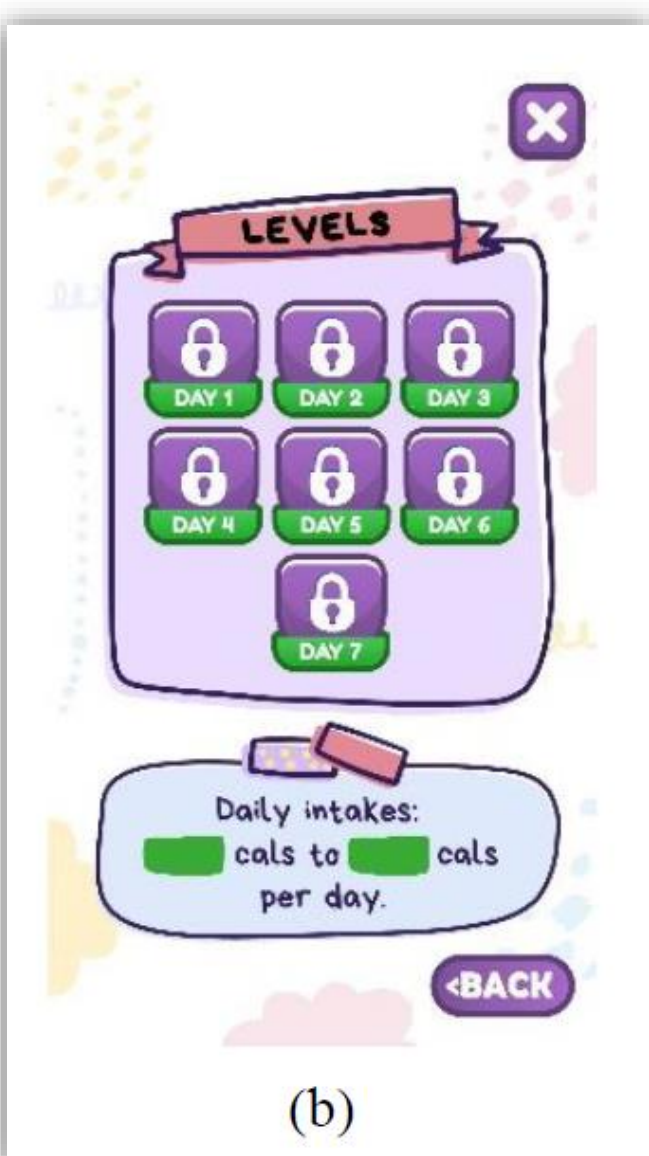 LEVELS
DAY 1 DAY 2 DAY 3
DAY 4 DAY 5 DAY 6
DAY 7
Daily intakes:
cals to cals
per day.
<BACK
(b)